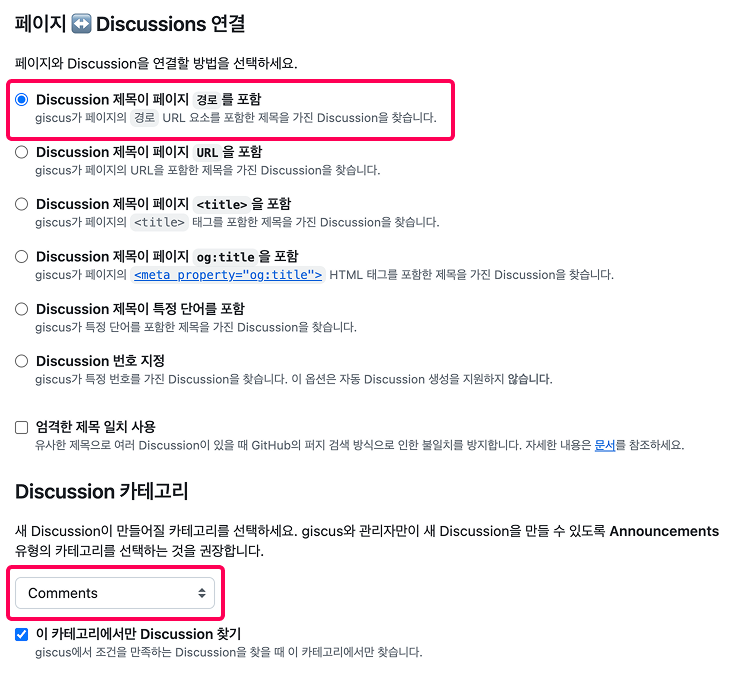 페이지 ↔️ Discussions 연결
페이지와 Discussion을 연결할 방법을 선택하세요.
Discussion 제목이 페이지 경로 를 포함
giscus가 페이지의 경로 URL 요소를 포함한 제목을 가진 Discussion을 찾습니다.
Discussion 제목이 페이지 URL 을 포함
giscus가 페이지의 URL을 포함한 제목을 가진 Discussion을 찾습니다.
Discussion 제목이 페이지 <title> 을 포함
giscus가 페이지의 <title> 태그를 포함한 제목을 가진 Discussion을 찾습니다.
Discussion 제목이 페이지 og:title 을 포함
giscus가 페이지의 <meta property="og:title"> HTML 태그를 포함한 제목을 가진 Discussion을 찾습니다.
Discussion 제목이 특정 단어를 포함
giscus가 특정 단어를 포함한 제목을 가진 Discussion을 찾습니다.
Discussion 번호 지정
giscus가 특정 번호를 가진 Discussion을 찾습니다. 이 옵션은 자동 Discussion 생성을 지원하지 않습니다.
엄격한 제목 일치 사용
유사한 제목으로 여러 Discussion이 있을 때 GitHub의 퍼지 검색 방식으로 인한 불일치를 방지합니다. 자세한 내용은 문서를 참조하세요.
Discussion 카테고리
새 Discussion이 만들어질 카테고리를 선택하세요. giscus와 관리자만이 새 Discussion을 만들 수 있도록 Announcements
유형의 카테고리를 선택하는 것을 권장합니다.
Comments
이 카테고리에서만 Discussion 찾기
giscus에서 조건을 만족하는 Discussion을 찾을 때 이 카테고리에서만 찾습니다.